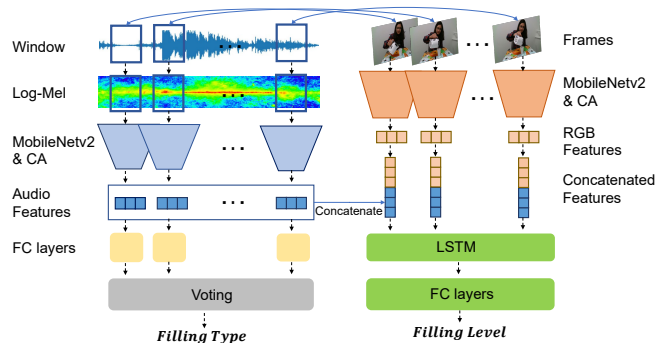 Window
Frames
Log-Mel
MobileNetv2
& CA
MobileNetv2
& CA
RGB
Features
Audio
Features
Concatenate
Concatenated
Features
FC layers
LSTM
Voting
FC layers
Filling Type
Filling Level